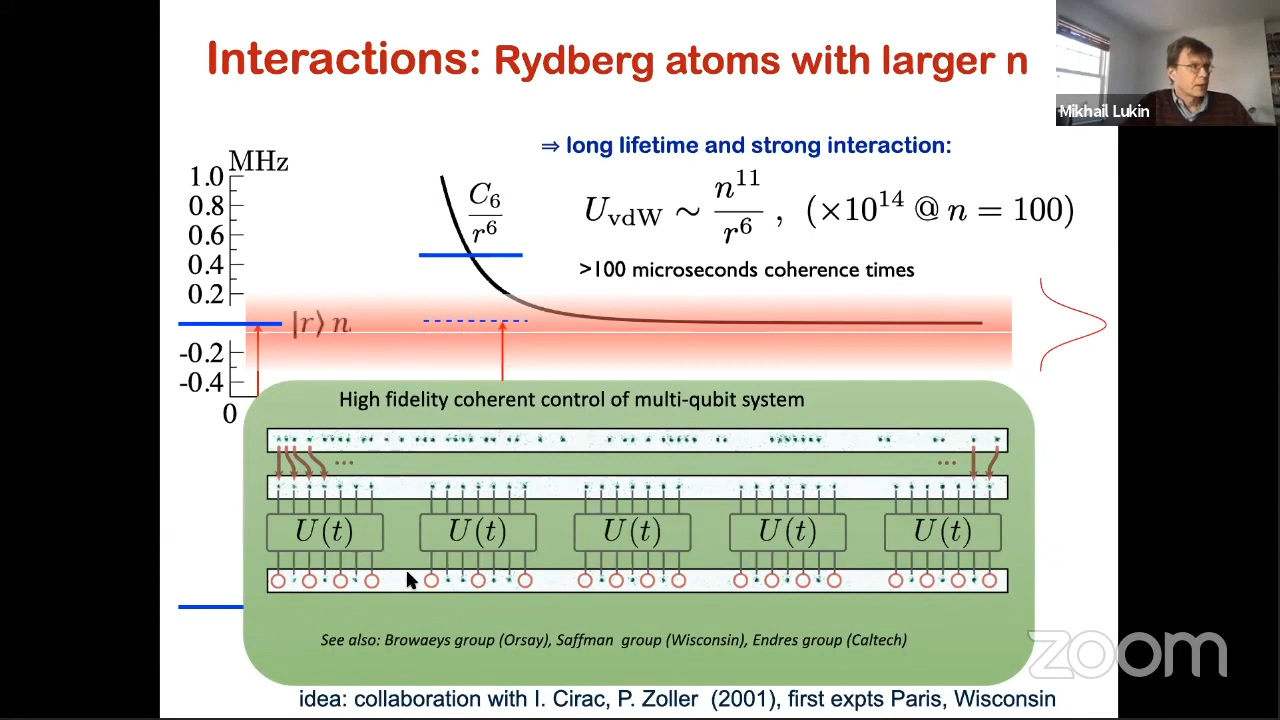 Interactions: Rydberg atoms with larger n
Mikhail Lukin
⇒ long lifetime and strong interaction:
MHz
1.0
0.8
0.6
0.4
0.2
-0.2
-0.4
0
C₆/r⁶
U_vdW ∼ n¹¹/r⁶ , (×10¹⁴ @ n = 100)
>100 microseconds coherence times
|r⟩ n
High fidelity coherent control of multi-qubit system
...
...
U(t) U(t) U(t) U(t) U(t)
See also: Browaeys group (Orsay), Saffman group (Wisconsin), Endres group (Caltech)
zoom
idea: collaboration with I. Cirac, P. Zoller (2001), first expts Paris, Wisconsin